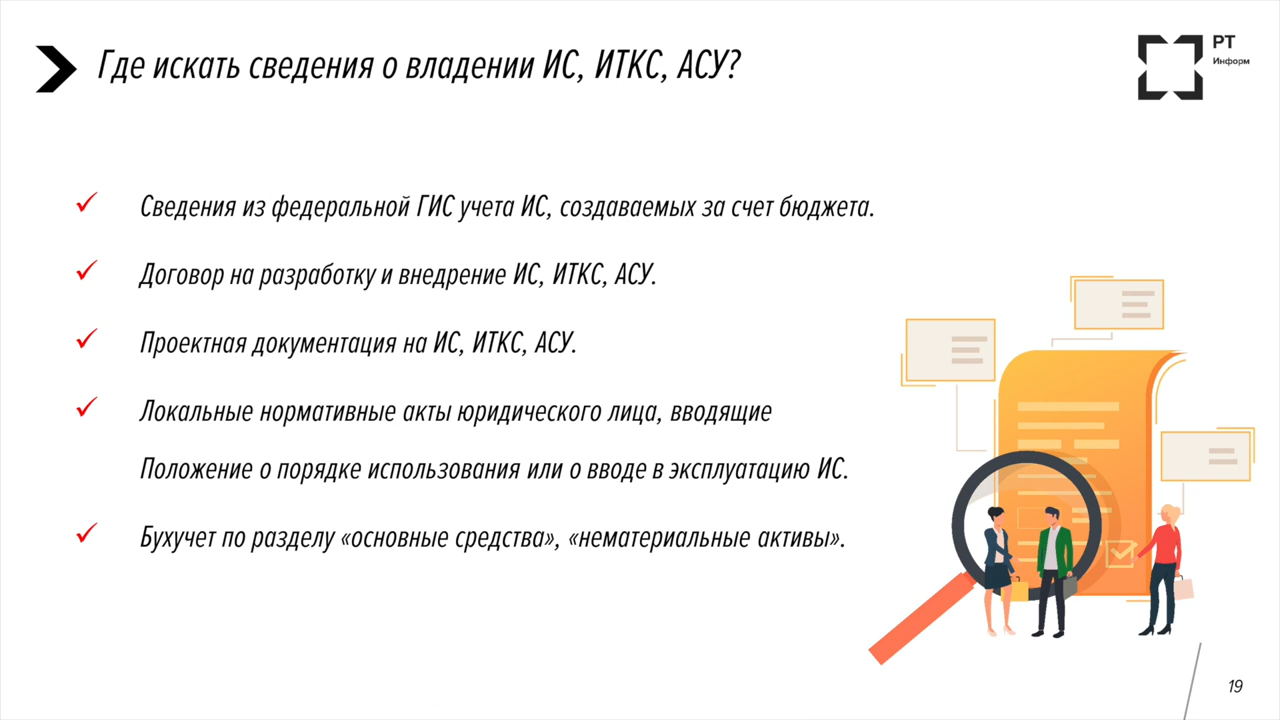 Где искать сведения о владении ИС, ИТКС, АСУ?
РТ
Информ
Сведения из федеральной ГИС учета ИС, создаваемых за счет бюджета.
Договор на разработку и внедрение ИС, ИТКС, АСУ.
Проектная документация на ИС, ИТКС, АСУ.
Локальные нормативные акты юридического лица, вводящие
Положение о порядке использования или о вводе в эксплуатацию ИС.
Бухучет по разделу «основные средства», «нематериальные активы».
19